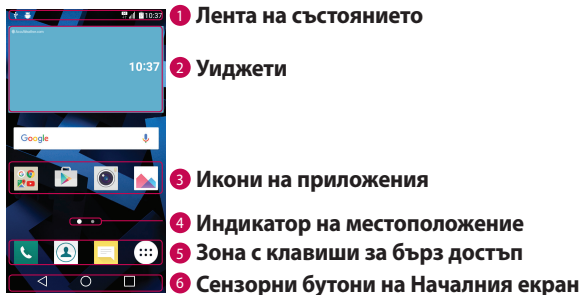 10:37
1 Лента на състоянието
10:37
2 Уиджети
Google
3 Икони на приложения
4 Индикатор на местоположение
5 Зона с клавиши за бърз достъп
6 Сензорни бутони на Началния екран